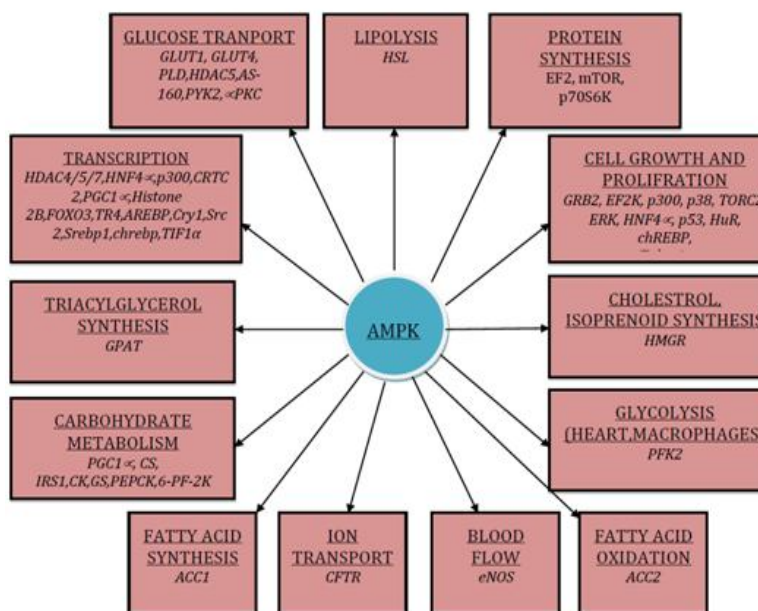 GLUCOSE TRANPORT
GLUT1, GLUT4,
PLD,HDAC5,AS-
160,PYK2,∝PKC
LIPOLYSIS
HSL
PROTEIN
SYNTHESIS
EF2, mTOR,
p70S6K
TRANSCRIPTION
HDAC4/5/7,HNF4∝,p300,CRTC
2,PGC1∝,Histone
2B,FOXO3,TR4,AREBP,Cry1,Src
2,Srebp1,chrebp,TIF1α
CELL GROWTH AND
PROLIFRATION
GRB2, EF2K, p300, p38, TORC2
ERK, HNF4∝, p53, HuR,
chREBP,
AMPK
TRIACYLGLYCEROL
SYNTHESIS
GPAT
CHOLESTROL,
ISOPRENOID SYNTHESIS
HMGR
CARBOHYDRATE
METABOLISM
PGC1∝, CS,
IRS1,CK,GS,PEPCK,6-PF-2K
GLYCOLYSIS
(HEART,MACROPHAGES
PFK2
FATTY ACID
SYNTHESIS
ACC1
ION
TRANSPORT
CFTR
BLOOD
FLOW
eNOS
FATTY ACID
OXIDATION
ACC2